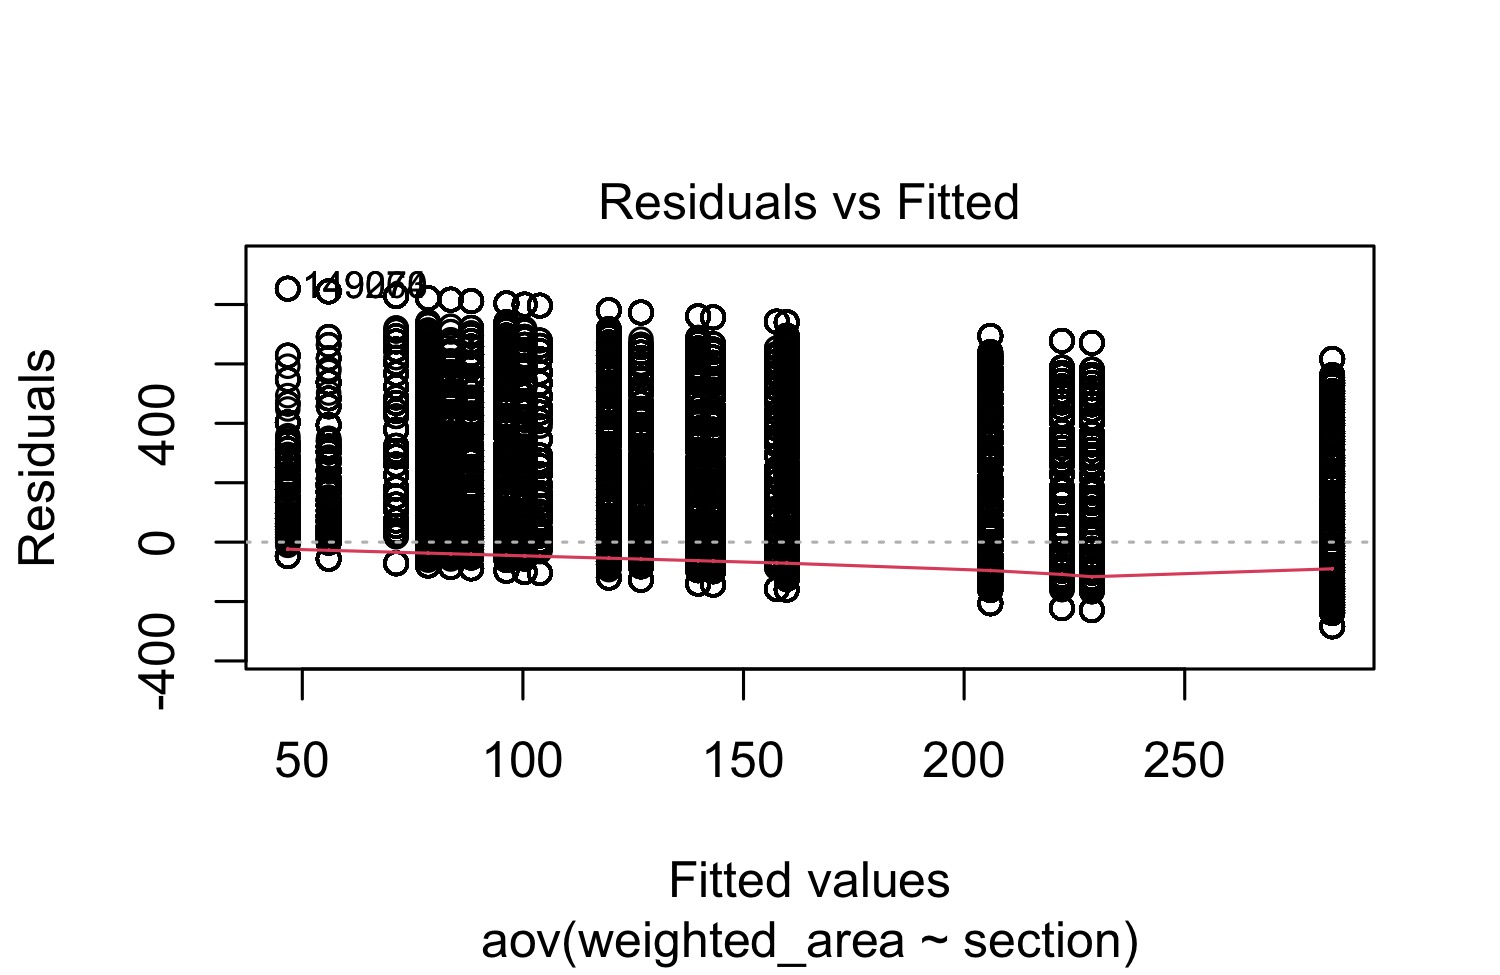 Residuals vs Fitted
Residuals
400
0
-400
50 100 150 200 250
Fitted values
aov(weighted_area ~ section)